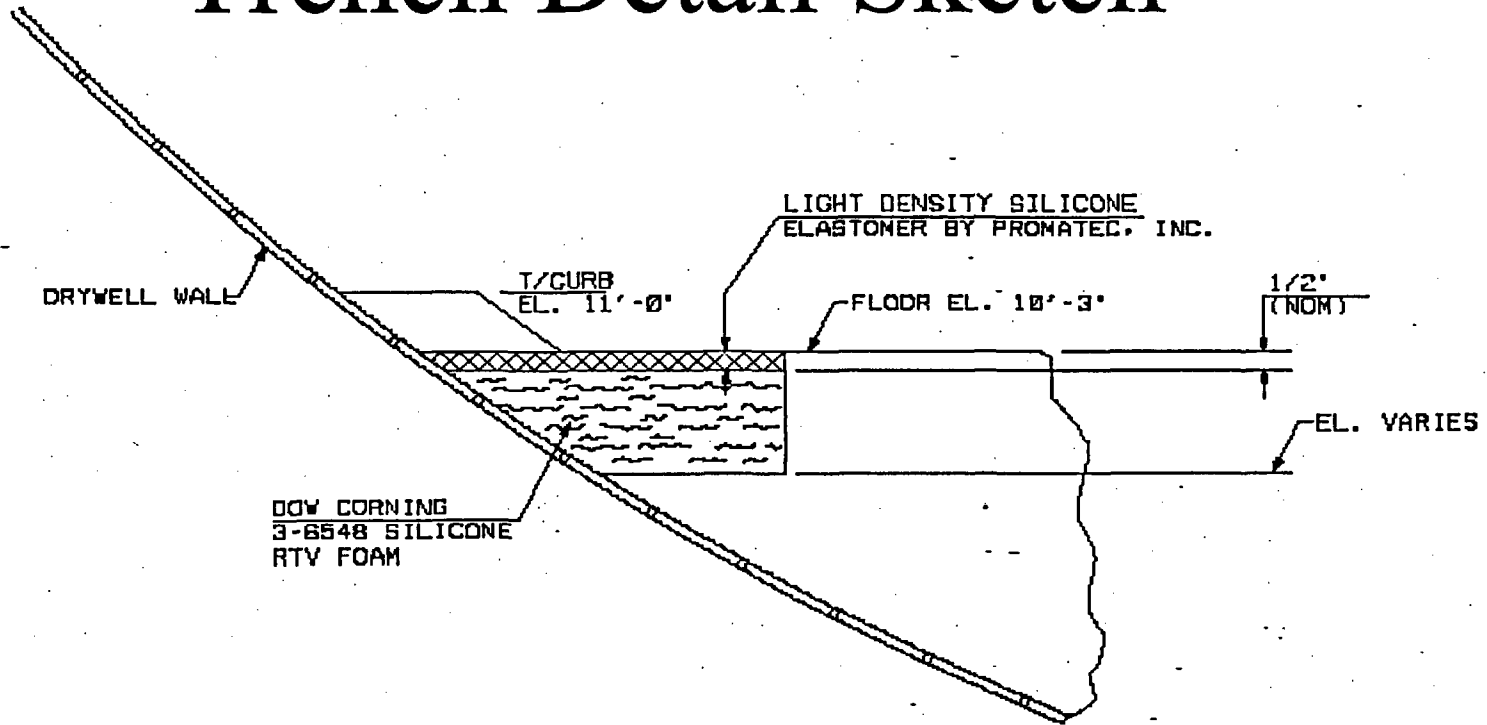 Trench Detail Sketch
LIGHT DENSITY SILICONE
ELASTOMER BY PROMATEC, INC.
DRYWELL WALL
T/CURB
EL. 11'-0"
FLOOR EL. 10'-3"
1/2"
(NOM)
EL. VARIES
DOW CORNING
3-6548 SILICONE
RTV FOAM